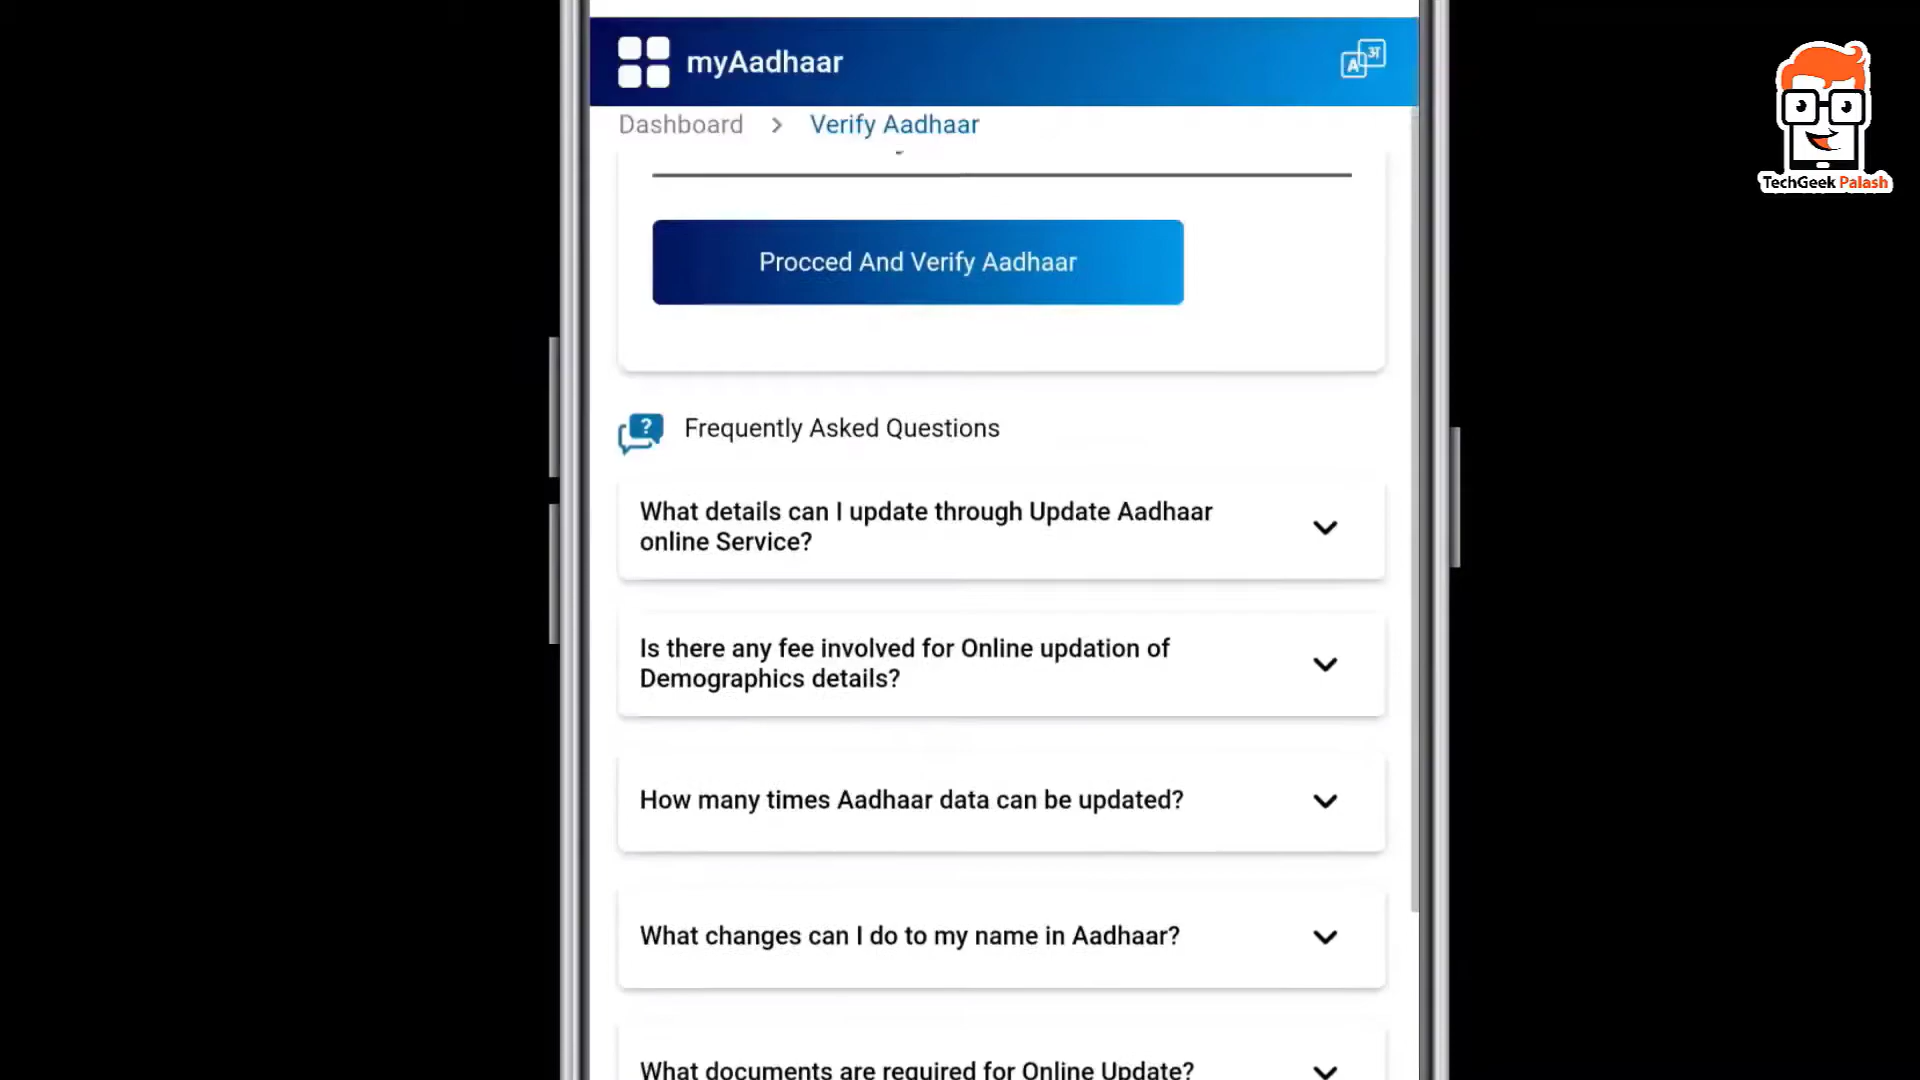 myAadhaar
A अ
Dashboard > Verify Aadhaar
Procced And Verify Aadhaar
Frequently Asked Questions
What details can I update through Update Aadhaar
online Service?
Is there any fee involved for Online updation of
Demographics details?
How many times Aadhaar data can be updated?
What changes can I do to my name in Aadhaar?
What documents are required for Online Update?
TechGeek Palash